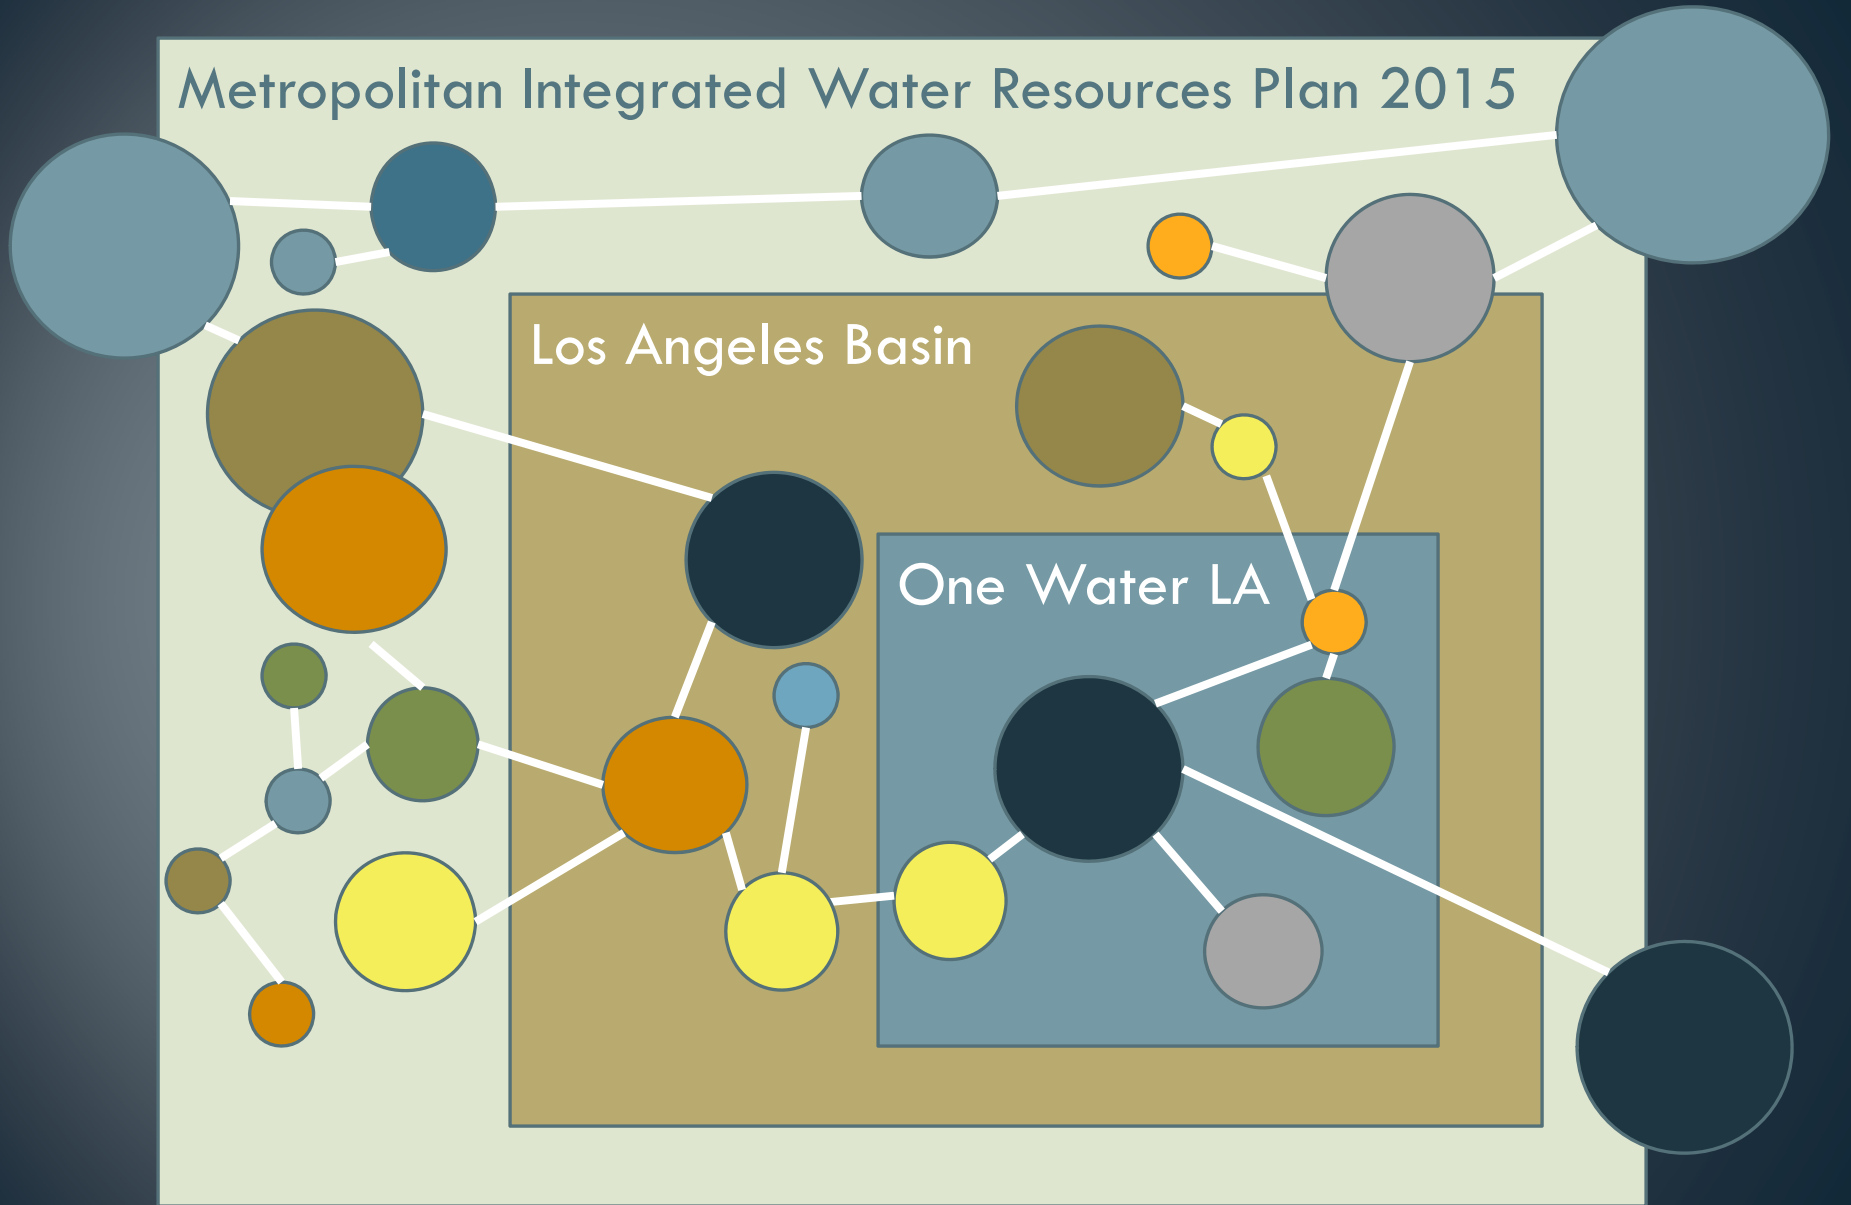 Metropolitan Integrated Water Resources Plan 2015
Los Angeles Basin
One Water LA